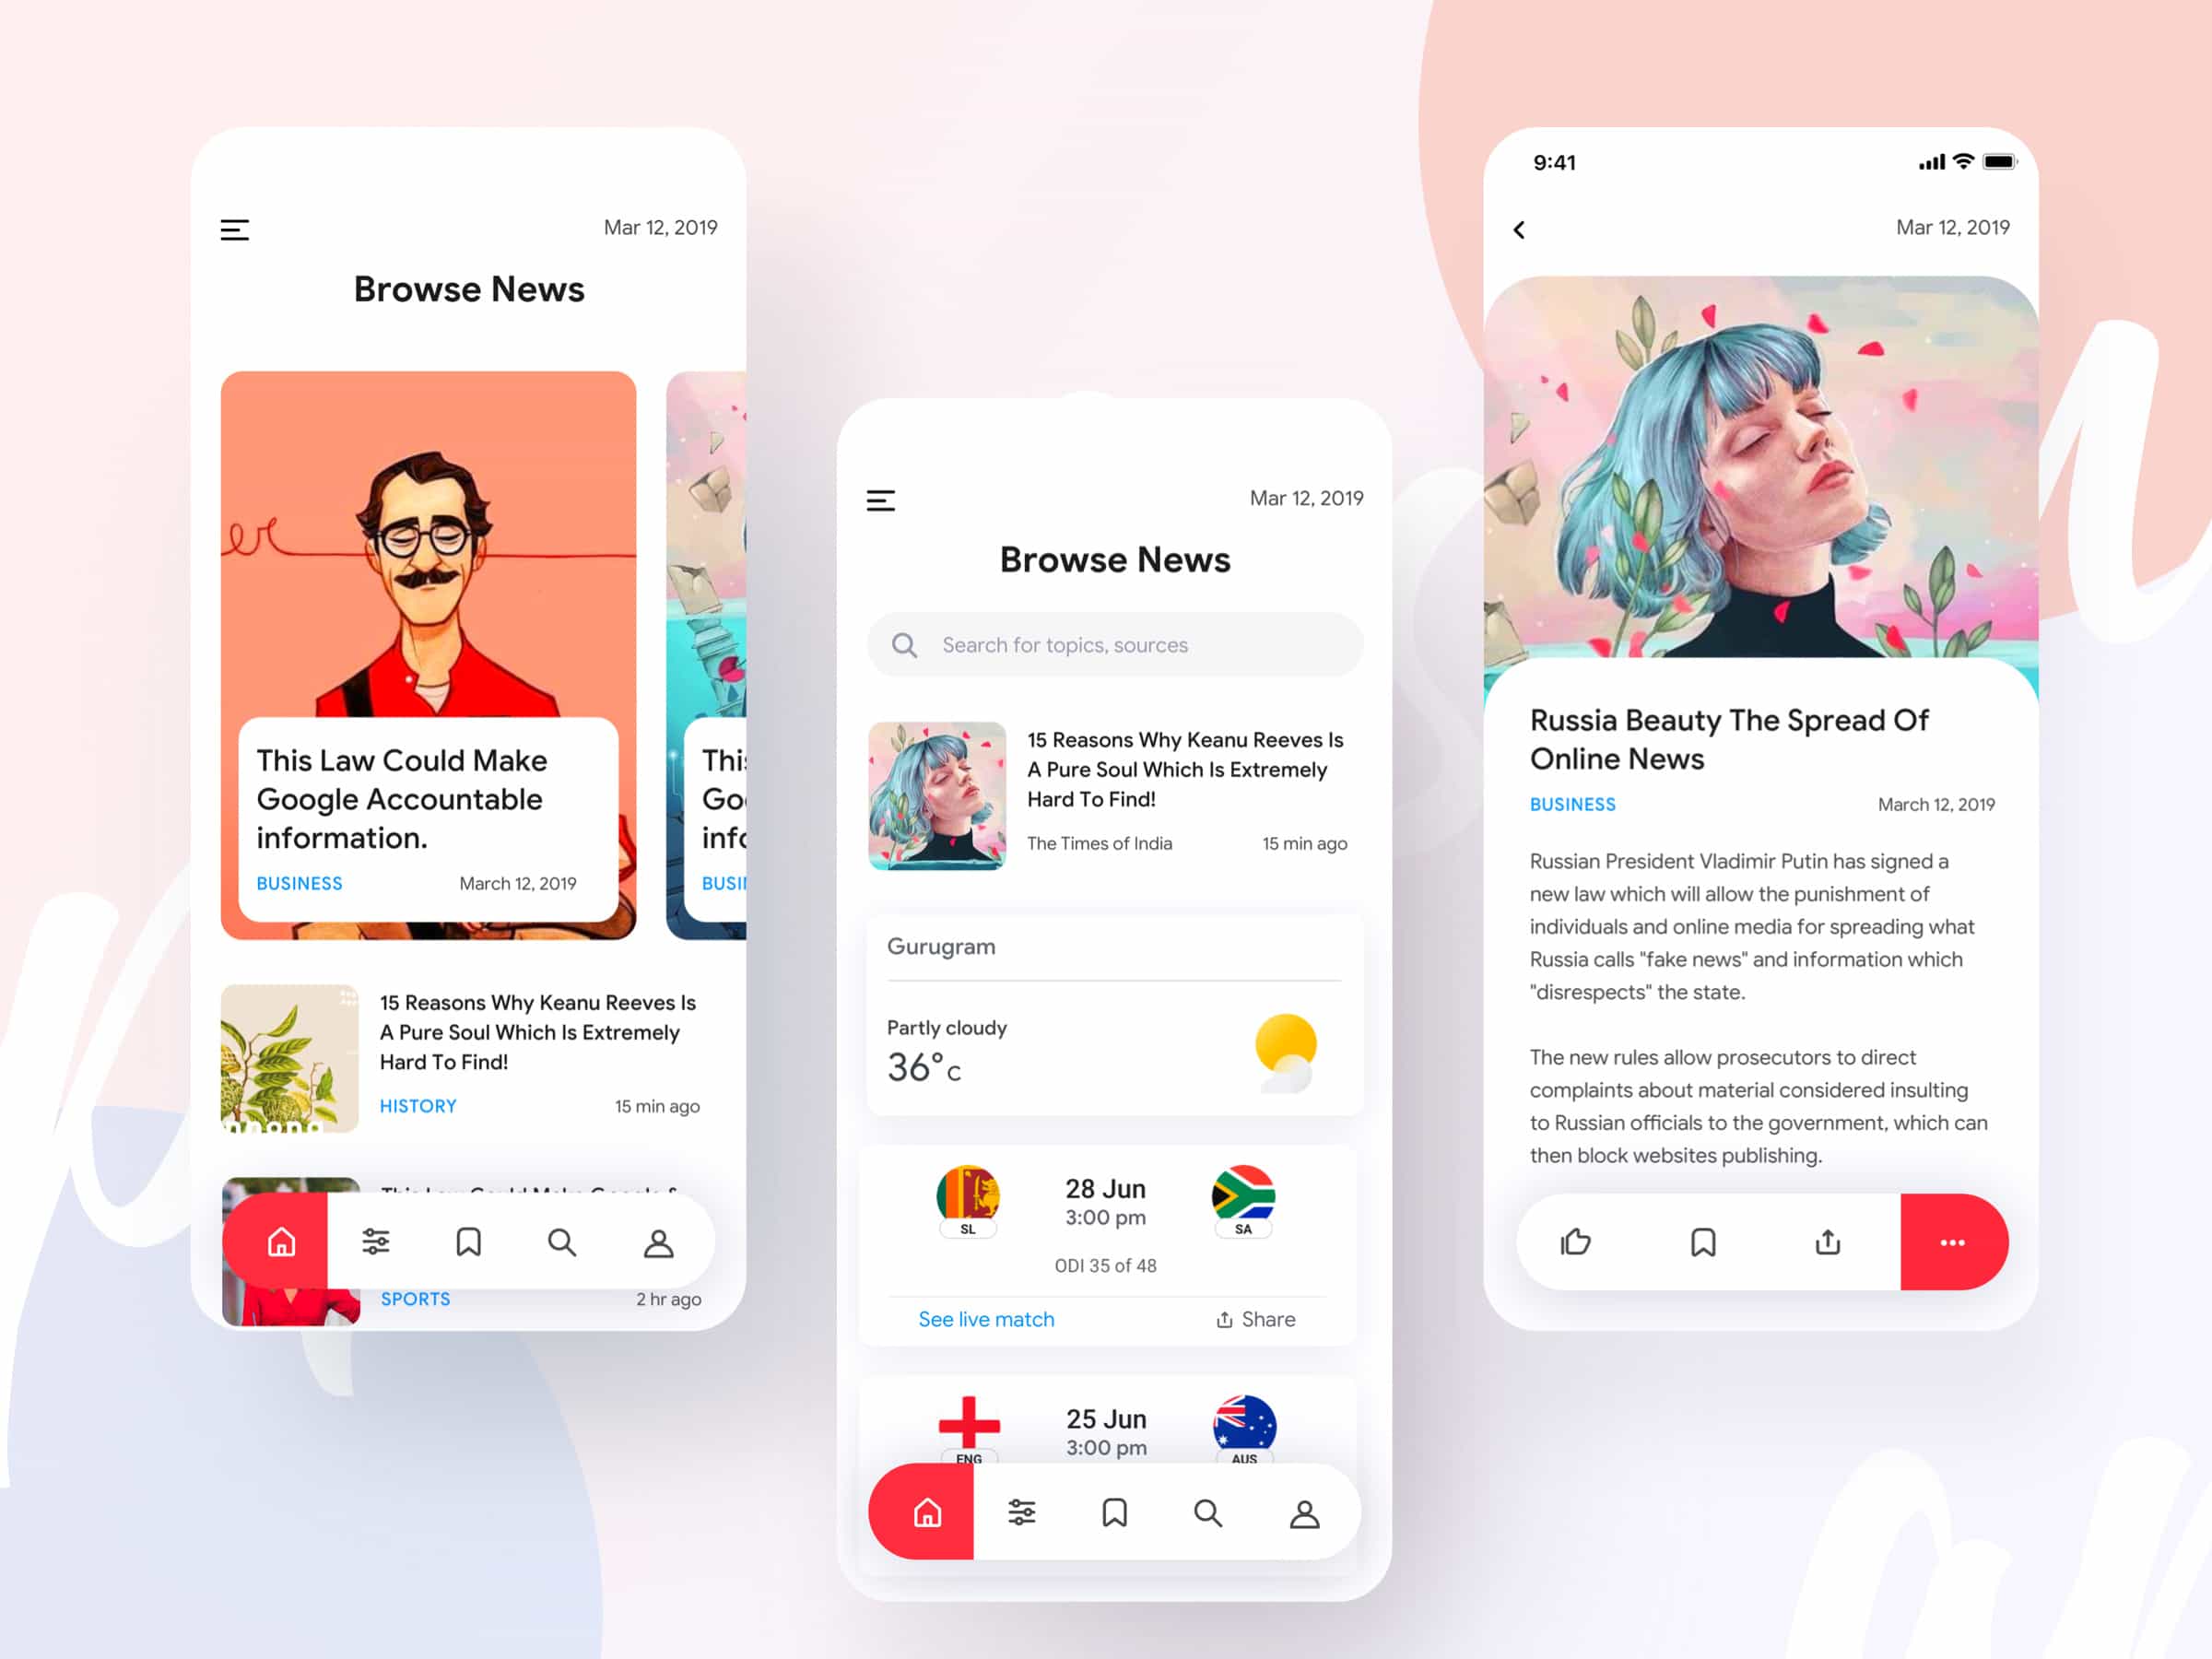 Mar 12, 2019
Browse News
er
This Law Could Make
Google Accountable
information.
BUSINESS
March 12, 2019
15 Reasons Why Keanu Reeves Is
A Pure Soul Which Is Extremely
Hard To Find!
HISTORY
15 min ago
SPORTS
2 hr ago
Mar 12, 2019
Browse News
Search for topics, sources
15 Reasons Why Keanu Reeves Is
A Pure Soul Which Is Extremely
Hard To Find!
The Times of India
15 min ago
Gurugram
Partly cloudy
36°c
SL
28 Jun
3:00 pm
SA
ODI 35 of 48
See live match
Share
ENG
25 Jun
3:00 pm
AUS
9:41
Mar 12, 2019
Russia Beauty The Spread Of
Online News
BUSINESS
March 12, 2019
Russian President Vladimir Putin has signed a
new law which will allow the punishment of
individuals and online media for spreading what
Russia calls "fake news" and information which
"disrespects" the state.
The new rules allow prosecutors to direct
complaints about material considered insulting
to Russian officials to the government, which can
then block websites publishing.